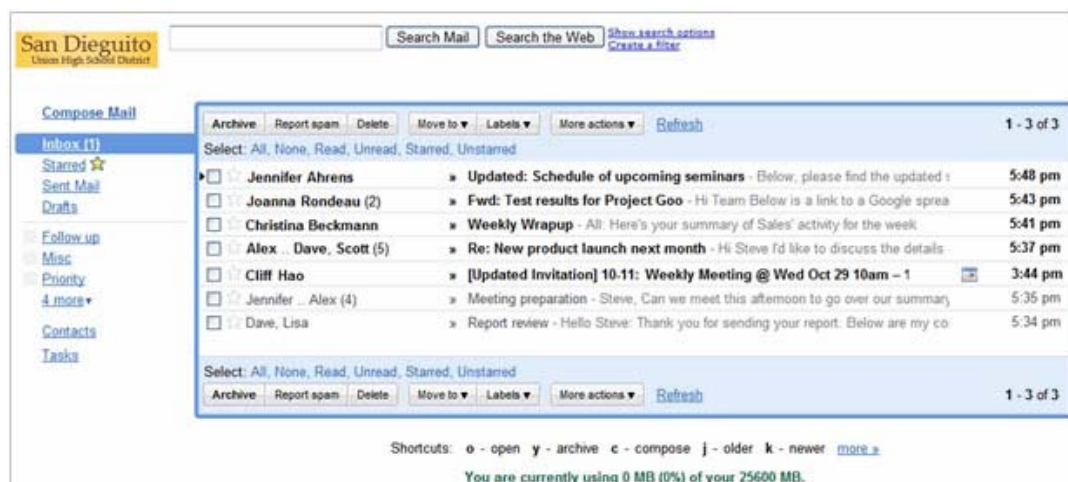 San Dieguito
Union High School District
Search Mail Search the Web Show search options
Create a filter
Compose Mail
Inbox (1)
Starred
Sent Mail
Drafts
Follow up
Misc
Priority
4 more▾
Contacts
Tasks
Archive Report spam Delete Move to ▾ Labels ▾ More actions ▾ Refresh 1 - 3 of 3
Select: All, None, Read, Unread, Starred, Unstarred
Jennifer Ahrens » Updated: Schedule of upcoming seminars - Below, please find the updated s 5:48 pm
Joanna Rondeau (2) » Fwd: Test results for Project Goo - Hi Team Below is a link to a Google sprea 5:43 pm
Christina Beckmann » Weekly Wrapup - All: Here's your summary of Sales' activity for the week 5:41 pm
Alex .. Dave, Scott (5) » Re: New product launch next month - Hi Steve I'd like to discuss the details 5:37 pm
Cliff Hao » [Updated Invitation] 10-11: Weekly Meeting @ Wed Oct 29 10am – 1 3:44 pm
Jennifer .. Alex (4) » Meeting preparation - Steve, Can we meet this afternoon to go over our summary 5:35 pm
Dave, Lisa » Report review - Hello Steve: Thank you for sending your report. Below are my co 5:34 pm
Select: All, None, Read, Unread, Starred, Unstarred
Archive Report spam Delete Move to ▾ Labels ▾ More actions ▾ Refresh 1 - 3 of 3
Shortcuts: o - open y - archive c - compose j - older k - newer more »
You are currently using 0 MB (0%) of your 25600 MB.